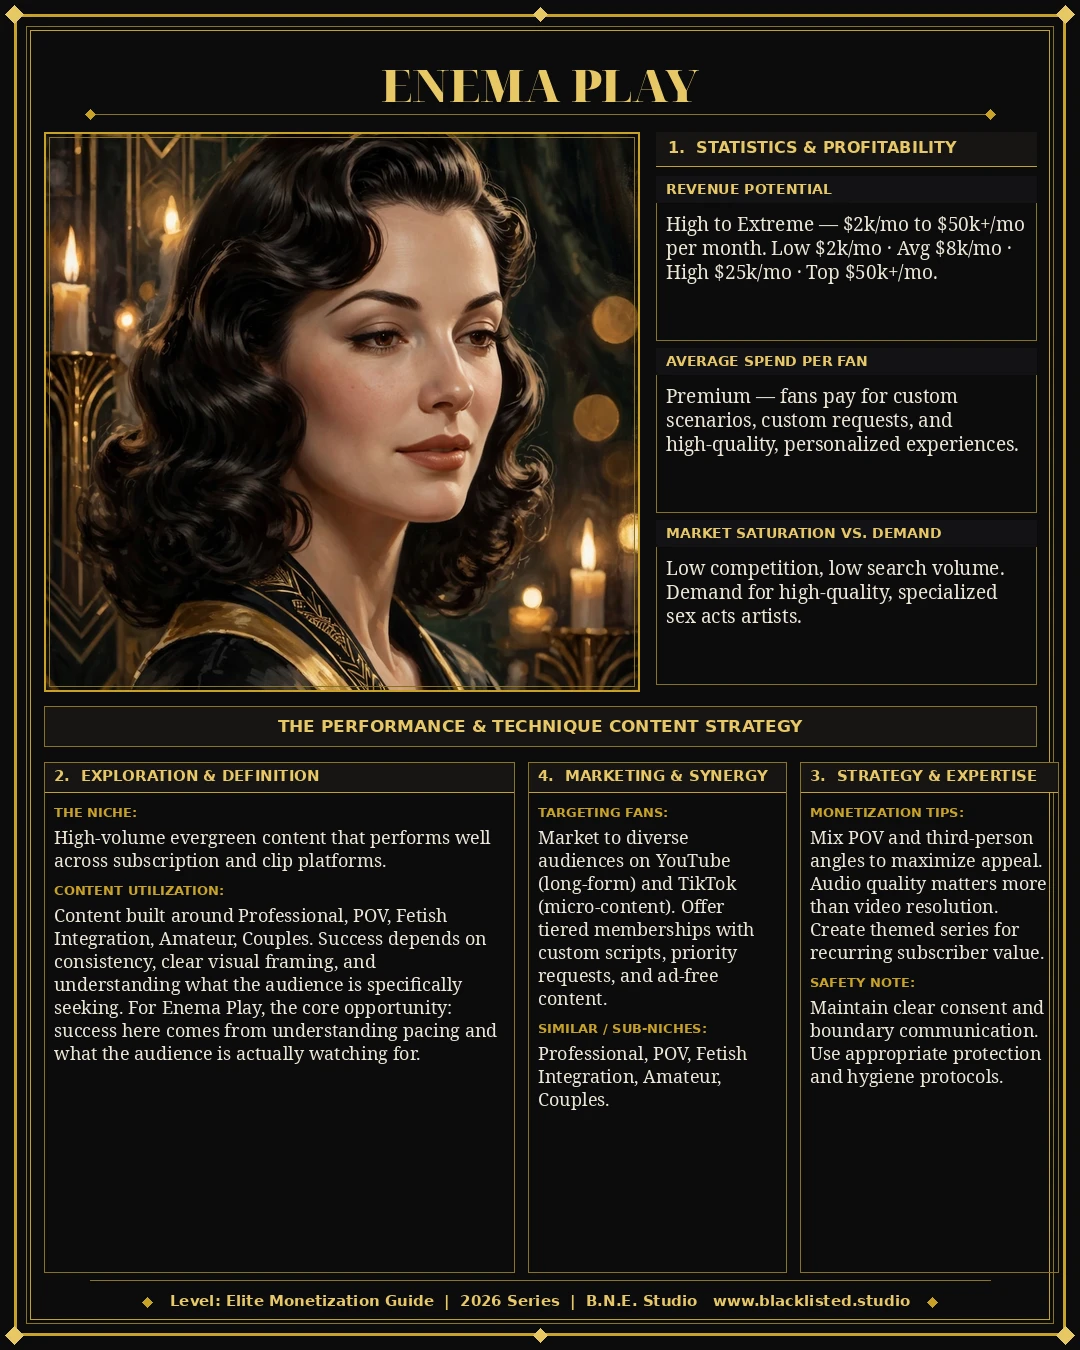 ENEMA PLAY
1. STATISTICS & PROFITABILITY
REVENUE POTENTIAL
High to Extreme — $2k/mo to $50k+/mo
per month. Low $2k/mo · Avg $8k/mo ·
High $25k/mo · Top $50k+/mo.
AVERAGE SPEND PER FAN
Premium — fans pay for custom
scenarios, custom requests, and
high-quality, personalized experiences.
MARKET SATURATION VS. DEMAND
Low competition, low search volume.
Demand for high-quality, specialized
sex acts artists.
THE PERFORMANCE & TECHNIQUE CONTENT STRATEGY
2. EXPLORATION & DEFINITION
THE NICHE:
High-volume evergreen content that performs well
across subscription and clip platforms.
CONTENT UTILIZATION:
Content built around Professional, POV, Fetish
Integration, Amateur, Couples. Success depends on
consistency, clear visual framing, and
understanding what the audience is specifically
seeking. For Enema Play, the core opportunity:
success here comes from understanding pacing and
what the audience is actually watching for.
4. MARKETING & SYNERGY
TARGETING FANS:
Market to diverse
audiences on YouTube
(long-form) and TikTok
(micro-content). Offer
tiered memberships with
custom scripts, priority
requests, and ad-free
content.
SIMILAR / SUB-NICHES:
Professional, POV, Fetish
Integration, Amateur,
Couples.
3. STRATEGY & EXPERTISE
MONETIZATION TIPS:
Mix POV and third-person
angles to maximize appeal.
Audio quality matters more
than video resolution.
Create themed series for
recurring subscriber value.
SAFETY NOTE:
Maintain clear consent and
boundary communication.
Use appropriate protection
and hygiene protocols.
Level: Elite Monetization Guide | 2026 Series | B.N.E. Studio www.blacklisted.studio